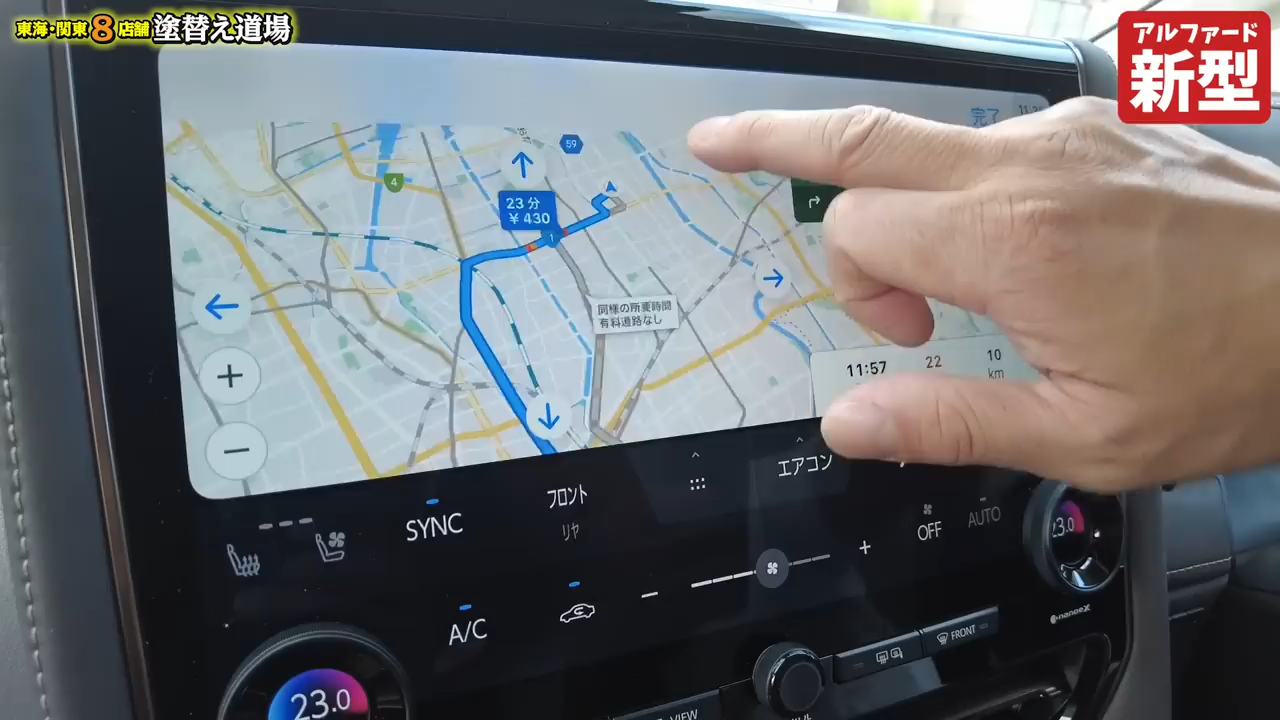 東海・関東8店舗 塗替え道場
アルファード
新型
完了
59
4
23 分
¥ 430
1
同様の所要時間
有料道路なし
11:57
22
10
km
エアコン
フロント
リヤ
SYNC
OFF
AUTO
23.0
A/C
nanoeX
FRONT
23.0
VIEW